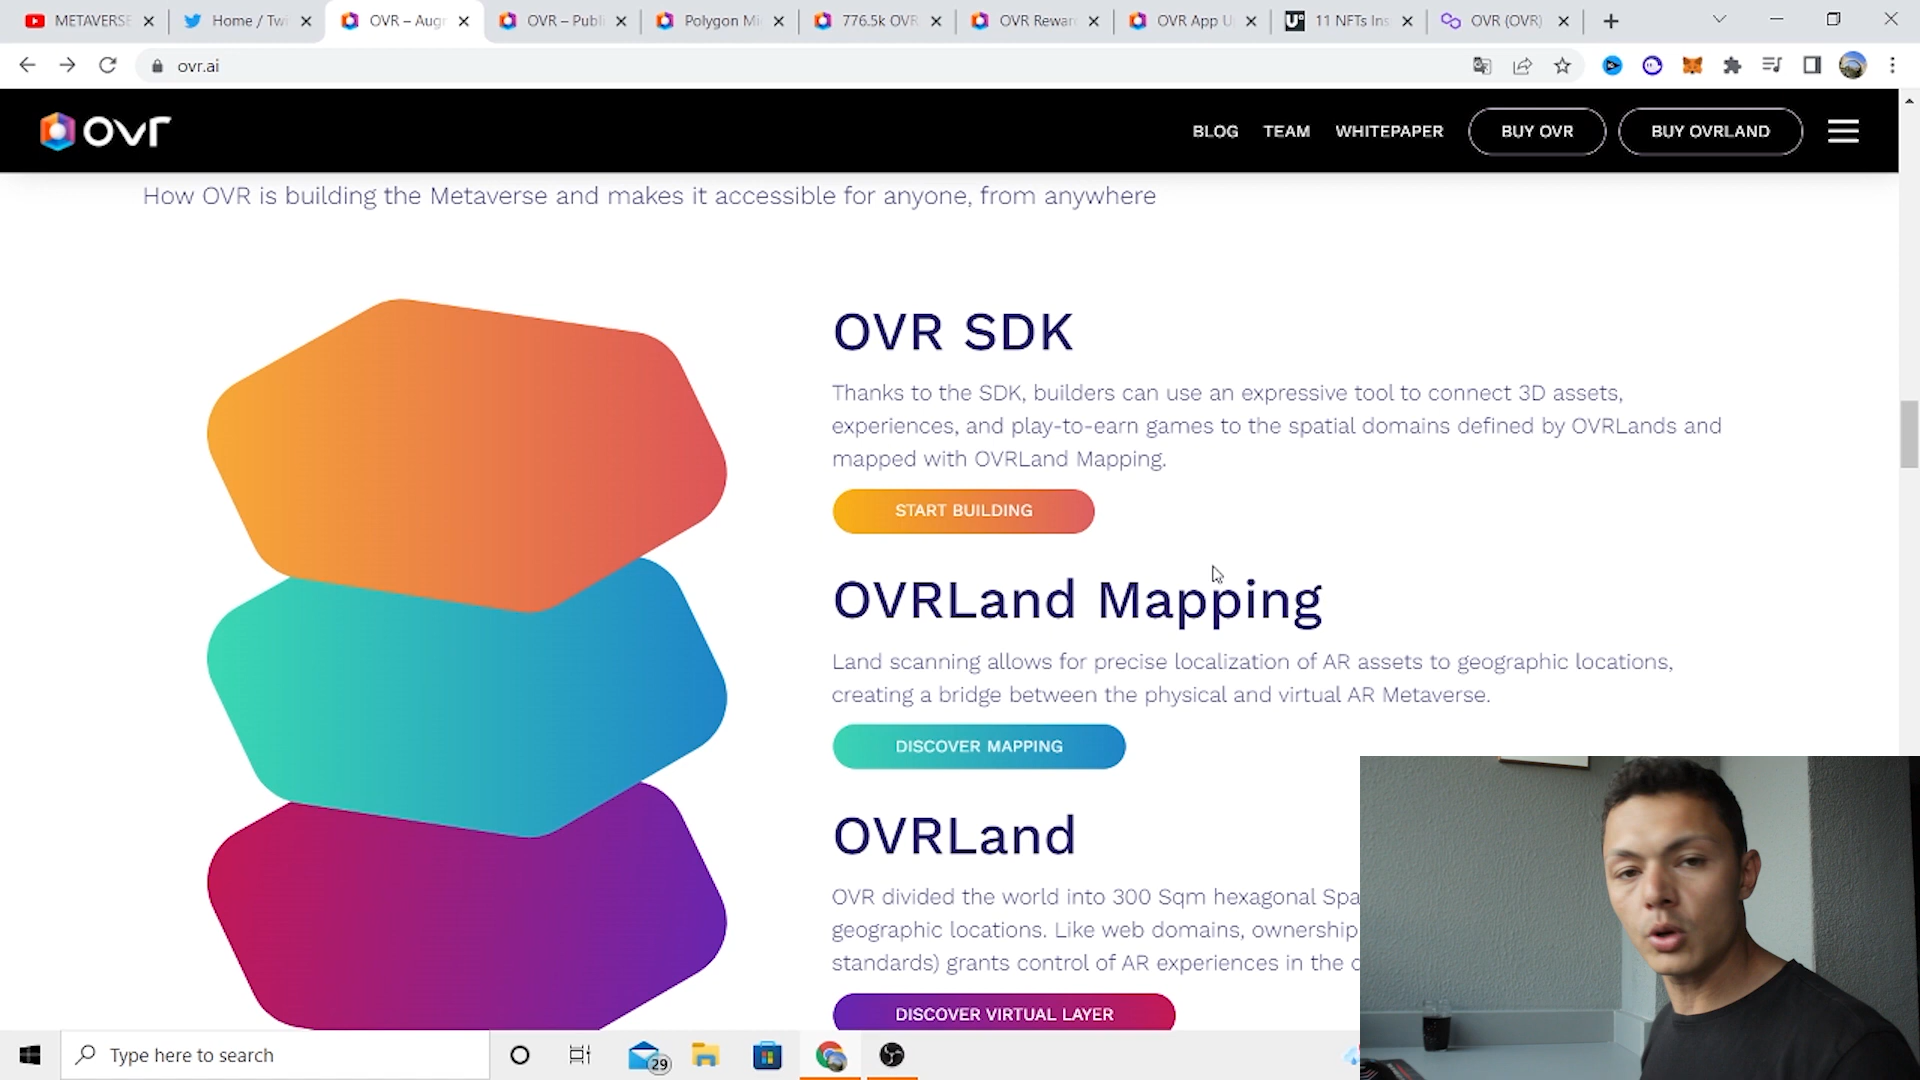 METAVERSE
Home / Twi
OVR – Aug
OVR – Publ
Polygon Mi
776.5k OVR
OVR Rewar
OVR App U
11 NFTs Ins
OVR (OVR)
ovr.ai
ovr
BLOG
TEAM
WHITEPAPER
BUY OVR
BUY OVRLAND
How OVR is building the Metaverse and makes it accessible for anyone, from anywhere
OVR SDK
Thanks to the SDK, builders can use an expressive tool to connect 3D assets,
experiences, and play-to-earn games to the spatial domains defined by OVRLands and
mapped with OVRLand Mapping.
START BUILDING
OVRLand Mapping
Land scanning allows for precise localization of AR assets to geographic locations,
creating a bridge between the physical and virtual AR Metaverse.
DISCOVER MAPPING
OVRLand
OVR divided the world into 300 Sqm hexagonal Spa
geographic locations. Like web domains, ownership
standards) grants control of AR experiences in the c
DISCOVER VIRTUAL LAYER
Type here to search
29